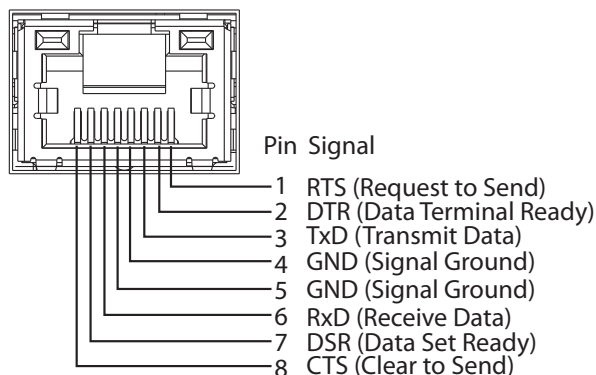 Pin Signal
1 RTS (Request to Send)
2 DTR (Data Terminal Ready)
3 TxD (Transmit Data)
4 GND (Signal Ground)
5 GND (Signal Ground)
6 RxD (Receive Data)
7 DSR (Data Set Ready)
8 CTS (Clear to Send)